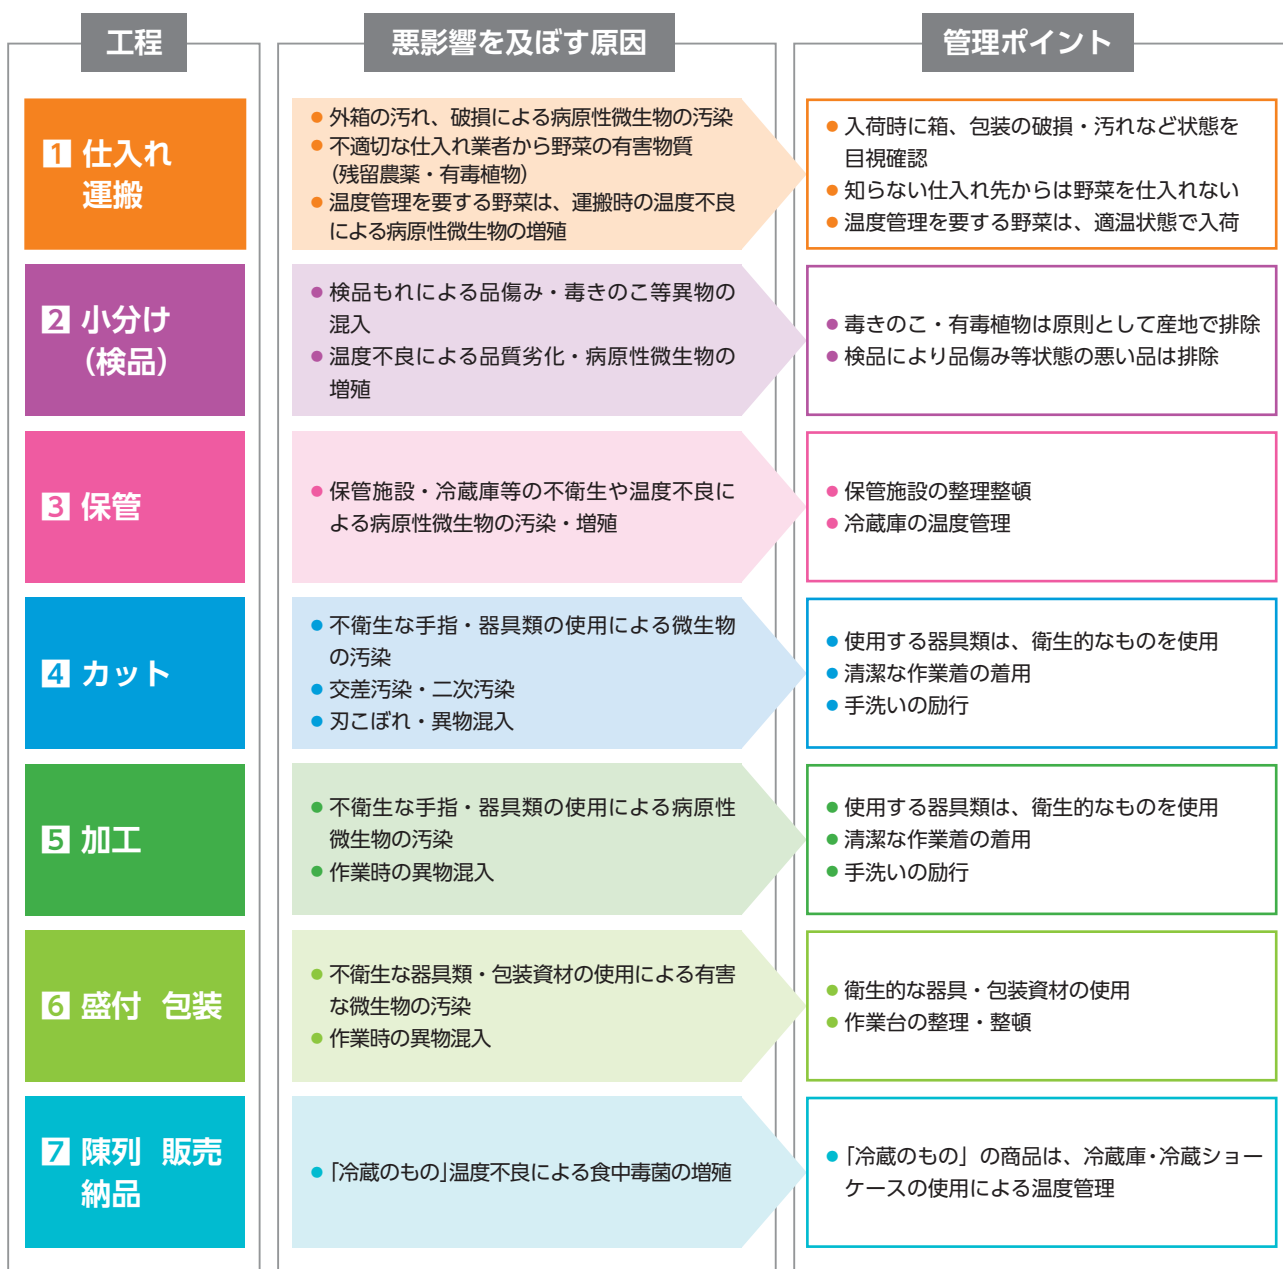 工程
悪影響を及ぼす原因
管理ポイント
1 仕入れ
運搬
● 外箱の汚れ、破損による病原性微生物の汚染
● 不適切な仕入れ業者から野菜の有害物質
（残留農薬・有毒植物）
● 温度管理を要する野菜は、運搬時の温度不良
による病原性微生物の増殖
● 入荷時に箱、包装の破損・汚れなど状態を
目視確認
● 知らない仕入れ先からは野菜を仕入れない
● 温度管理を要する野菜は、適温状態で入荷
2 小分け
（検品）
● 検品もれによる品傷み・毒きのこ等異物の
混入
● 温度不良による品質劣化・病原性微生物の
増殖
● 毒きのこ・有毒植物は原則として産地で排除
● 検品により品傷み等状態の悪い品は排除
3 保管
● 保管施設・冷蔵庫等の不衛生や温度不良に
よる病原性微生物の汚染・増殖
● 保管施設の整理整頓
● 冷蔵庫の温度管理
4 カット
● 不衛生な手指・器具類の使用による微生物
の汚染
● 交差汚染・二次汚染
● 刃こぼれ・異物混入
● 使用する器具類は、衛生的なものを使用
● 清潔な作業着の着用
● 手洗いの励行
5 加工
● 不衛生な手指・器具類の使用による病原性
微生物の汚染
● 作業時の異物混入
● 使用する器具類は、衛生的なものを使用
● 清潔な作業着の着用
● 手洗いの励行
6 盛付 包装
● 不衛生な器具類・包装資材の使用による有害
な微生物の汚染
● 作業時の異物混入
● 衛生的な器具・包装資材の使用
● 作業台の整理・整頓
7 陳列 販売
納品
● 「冷蔵のもの」温度不良による食中毒菌の増殖
● 「冷蔵のもの」の商品は、冷蔵庫・冷蔵ショー
ケースの使用による温度管理